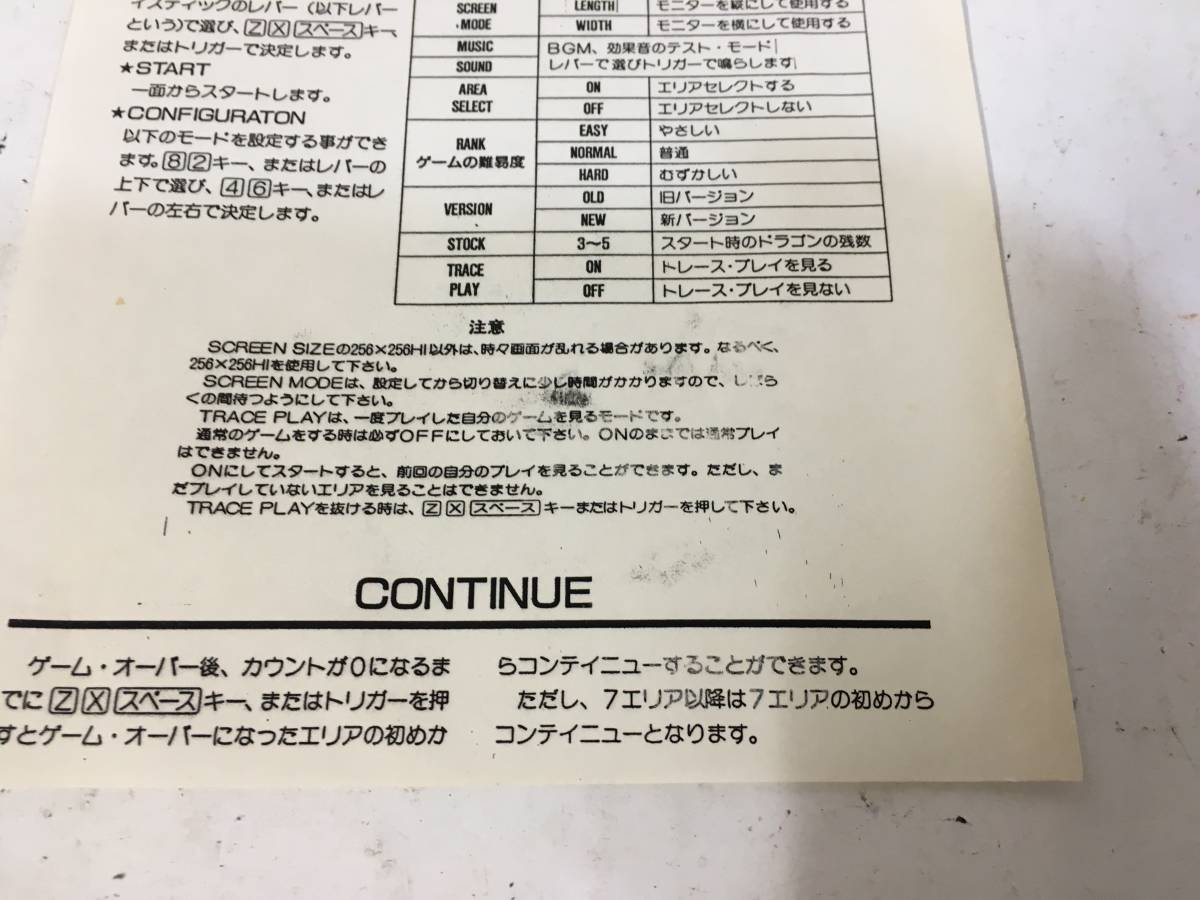 イスティックのレバー（以下レバー
という）で選び、Z X スペース キー、
またはトリガーで決定します。
★START
一面からスタートします。
★CONFIGURATON
以下のモードを設定する事ができ
ます。8 2 キー、またはレバーの
上下で選び、4 6 キー、またはレ
バーの左右で決定します。
SCREEN MODE LENGTH モニターを縦にして使用する
WIDTH モニターを横にして使用する
MUSIC BGM、効果音のテスト・モード
SOUND レバーで選びトリガーで鳴らします
AREA SELECT ON エリアセレクトする
OFF エリアセレクトしない
RANK ゲームの難易度 EASY やさしい
NORMAL 普通
HARD むずかしい
VERSION OLD 旧バージョン
NEW 新バージョン
STOCK 3〜5 スタート時のドラゴンの残数
TRACE PLAY ON トレース・プレイを見る
OFF トレース・プレイを見ない
注意
SCREEN SIZEの256×256HI以外は、時々画面が乱れる場合があります。なるべく、
256×256HIを使用して下さい。
SCREEN MODEは、設定してから切り替えに少し時間がかかりますので、しばら
くの間待つようにして下さい。
TRACE PLAYは、一度プレイした自分のゲームを見るモードです。
通常のゲームをする時は必ずOFFにしておいて下さい。ONのままでは通常プレイ
はできません。
ONにしてスタートすると、前回の自分のプレイを見ることができます。ただし、ま
だプレイしていないエリアを見ることはできません。
TRACE PLAYを抜ける時は、Z X スペース キーまたはトリガーを押して下さい。
CONTINUE
ゲーム・オーバー後、カウントが0になるま
でに Z X スペース キー、またはトリガーを押
すとゲーム・オーバーになったエリアの初めか
らコンテイニューすることができます。
ただし、7エリア以降は7エリアの初めから
コンテイニューとなります。